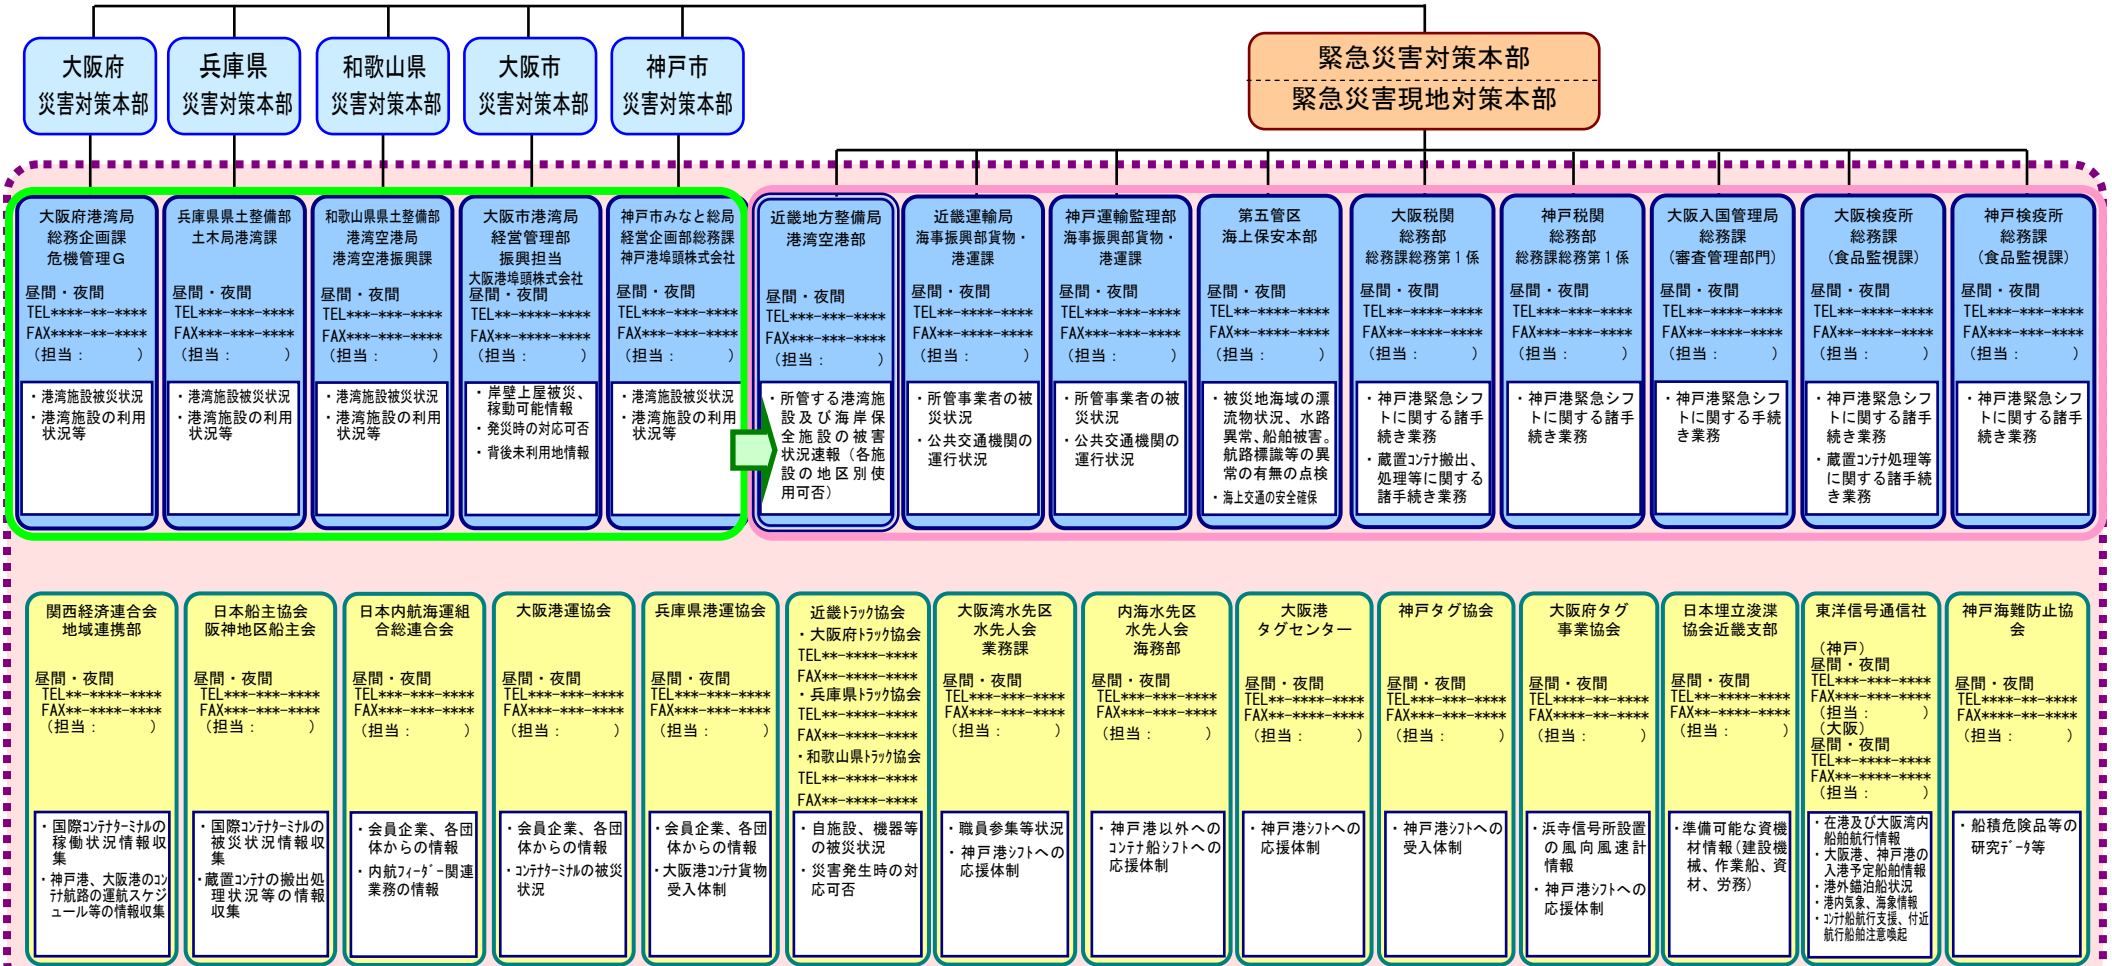 大阪府
災害対策本部
兵庫県
災害対策本部
和歌山県
災害対策本部
大阪市
災害対策本部
神戸市
災害対策本部
緊急災害対策本部
緊急災害現地対策本部
大阪府港湾局
総務企画課
危機管理Ｇ
昼間・夜間
TEL****-**-****
FAX****-**-****
（担当：　　　）
・港湾施設被災状況
・港湾施設の利用
状況等
兵庫県県土整備部
土木局港湾課
昼間・夜間
TEL***-***-****
FAX***-***-****
（担当：　　　）
・港湾施設被災状況
・港湾施設の利用
状況等
和歌山県県土整備部
港湾空港局
港湾空港振興課
昼間・夜間
TEL***-***-****
FAX***-***-****
（担当：　　　）
・港湾施設被災状況
・港湾施設の利用
状況等
大阪市港湾局
経営管理部
振興担当
大阪港埠頭株式会社
昼間・夜間
TEL**-****-****
FAX**-****-****
（担当：　　　）
・岸壁上屋被災、
稼動可能情報
・発災時の対応可否
・背後未利用地情報
神戸市みなと総局
経営企画部総務課
神戸港埠頭株式会社
昼間・夜間
TEL***-***-****
FAX***-***-****
（担当：　　　）
・港湾施設被災状況
・港湾施設の利用
状況等
近畿地方整備局
港湾空港部
昼間・夜間
TEL***-***-****
FAX***-***-****
（担当：　　　）
・所管する港湾施
設及び海岸保
全施設の被害
状況速報（各施
設の地区別使
用可否）
近畿運輸局
海事振興部貨物・
港運課
昼間・夜間
TEL**-****-****
FAX**-****-****
（担当：　　　）
・所管事業者の被
災状況
・公共交通機関の
運行状況
神戸運輸監理部
海事振興部貨物・
港運課
昼間・夜間
TEL***-***-****
FAX***-***-****
（担当：　　　）
・所管事業者の被
災状況
・公共交通機関の
運行状況
第五管区
海上保安本部
昼間・夜間
TEL**-****-****
FAX**-****-****
（担当：　　　）
・被災地海域の漂
流物状況、水路
異常、船舶被害。
航路標識等の異
常の有無の点検
・海上交通の安全確保
大阪税関
総務部
総務課総務第１係
昼間・夜間
TEL**-****-****
FAX**-****-****
（担当：　　　）
・神戸港緊急シフ
トに関する諸手
続き業務
・蔵置ｺﾝﾃﾅ搬出、
処理等に関する
諸手続き業務
神戸税関
総務部
総務課総務第１係
昼間・夜間
TEL***-***-****
FAX***-***-****
（担当：　　　）
・神戸港緊急シフ
トに関する諸手
続き業務
大阪入国管理局
総務課
（審査管理部門）
昼間・夜間
TEL**-****-****
FAX**-****-****
（担当：　　　）
・神戸港緊急シフ
トに関する手続
き業務
大阪検疫所
総務課
（食品監視課）
昼間・夜間
TEL**-****-****
FAX**-****-****
（担当：　　　）
・神戸港緊急シフ
トに関する諸手
続き業務
・蔵置ｺﾝﾃﾅ処理等
に関する諸手続
き業務
神戸検疫所
総務課
（食品監視課）
昼間・夜間
TEL***-***-****
FAX***-***-****
（担当：　　　）
・神戸港緊急シフ
トに関する諸手
続き業務
関西経済連合会
地域連携部
昼間・夜間
TEL**-****-****
FAX**-****-****
（担当：　　　）
・国際ｺﾝﾃﾅﾀｰﾐﾅﾙの
稼働状況情報収
集
・神戸港、大阪港のｺﾝ
ﾃﾅ航路の運航スケジ
ュール等の情報収集
日本船主協会
阪神地区船主会
昼間・夜間
TEL***-***-****
FAX***-***-****
（担当：　　　）
・国際ｺﾝﾃﾅﾀｰﾐﾅﾙの
被災状況情報収
集
・蔵置ｺﾝﾃﾅの搬出処
理状況等の情報
収集
日本内航海運組
合総連合会
昼間・夜間
TEL***-***-****
FAX***-***-****
（担当：　　　）
・会員企業、各団
体からの情報
・内航ﾌｨｰﾀﾞｰ関連
業務の情報
大阪港運協会
昼間・夜間
TEL***-***-****
FAX***-***-****
（担当：　　　）
・会員企業、各団
体からの情報
・ｺﾝﾃﾅﾀｰﾐﾅﾙの被災
状況
兵庫県港運協会
昼間・夜間
TEL***-***-****
FAX***-***-****
（担当：　　　）
・会員企業、各団
体からの情報
・大阪港ｺﾝﾃﾅ貨物
受入体制
近畿ﾄﾗｯｸ協会
・大阪府ﾄﾗｯｸ協会
TEL**-****-****
FAX**-****-****
・兵庫県ﾄﾗｯｸ協会
TEL**-****-****
FAX**-****-****
・和歌山県ﾄﾗｯｸ協会
TEL**-****-****
FAX**-****-****
・自施設、機器等
の被災状況
・災害発生時の対
応可否
大阪湾水先区
水先人会
業務課
昼間・夜間
TEL***-***-****
FAX***-***-****
（担当：　　　）
・職員参集等状況
・神戸港ｼﾌﾄへの
応援体制
内海水先区
水先人会
海務部
昼間・夜間
TEL***-***-****
FAX***-***-****
（担当：　　　）
・神戸港以外への
ｺﾝﾃﾅ船ｼﾌﾄへの
応援体制
大阪港
タグセンター
昼間・夜間
TEL**-****-****
FAX**-****-****
（担当：　　　）
・神戸港ｼﾌﾄへの
応援体制
神戸タグ協会
昼間・夜間
TEL***-***-****
FAX***-***-****
（担当：　　　）
・神戸港ｼﾌﾄへの
受入体制
大阪府タグ
事業協会
昼間・夜間
TEL****-**-****
FAX****-**-****
（担当：　　　）
・浜寺信号所設置
の風向風速計
情報
・神戸港ｼﾌﾄへの
応援体制
日本埋立浚渫
協会近畿支部
昼間・夜間
TEL**-****-****
FAX**-****-****
（担当：　　　）
・準備可能な資機
材情報(建設機
械、作業船、資
材、労務）
東洋信号通信社
（神戸）
昼間・夜間
TEL***-***-****
FAX***-***-****
（担当：　　　）
（大阪）
昼間・夜間
TEL**-****-****
FAX**-****-****
（担当：　　　）
・在港及び大阪湾内
船舶航行情報
・大阪港、神戸港の
入港予定船舶情報
・港外錨泊船状況
・港内気象、海象情報
・ｺﾝﾃﾅ船航行支援、付近
航行船舶注意喚起
神戸海難防止協
会
昼間・夜間
TEL****-**-****
FAX****-**-****
（担当：　　　）
・船積危険品等の
研究ﾃﾞｰﾀ等